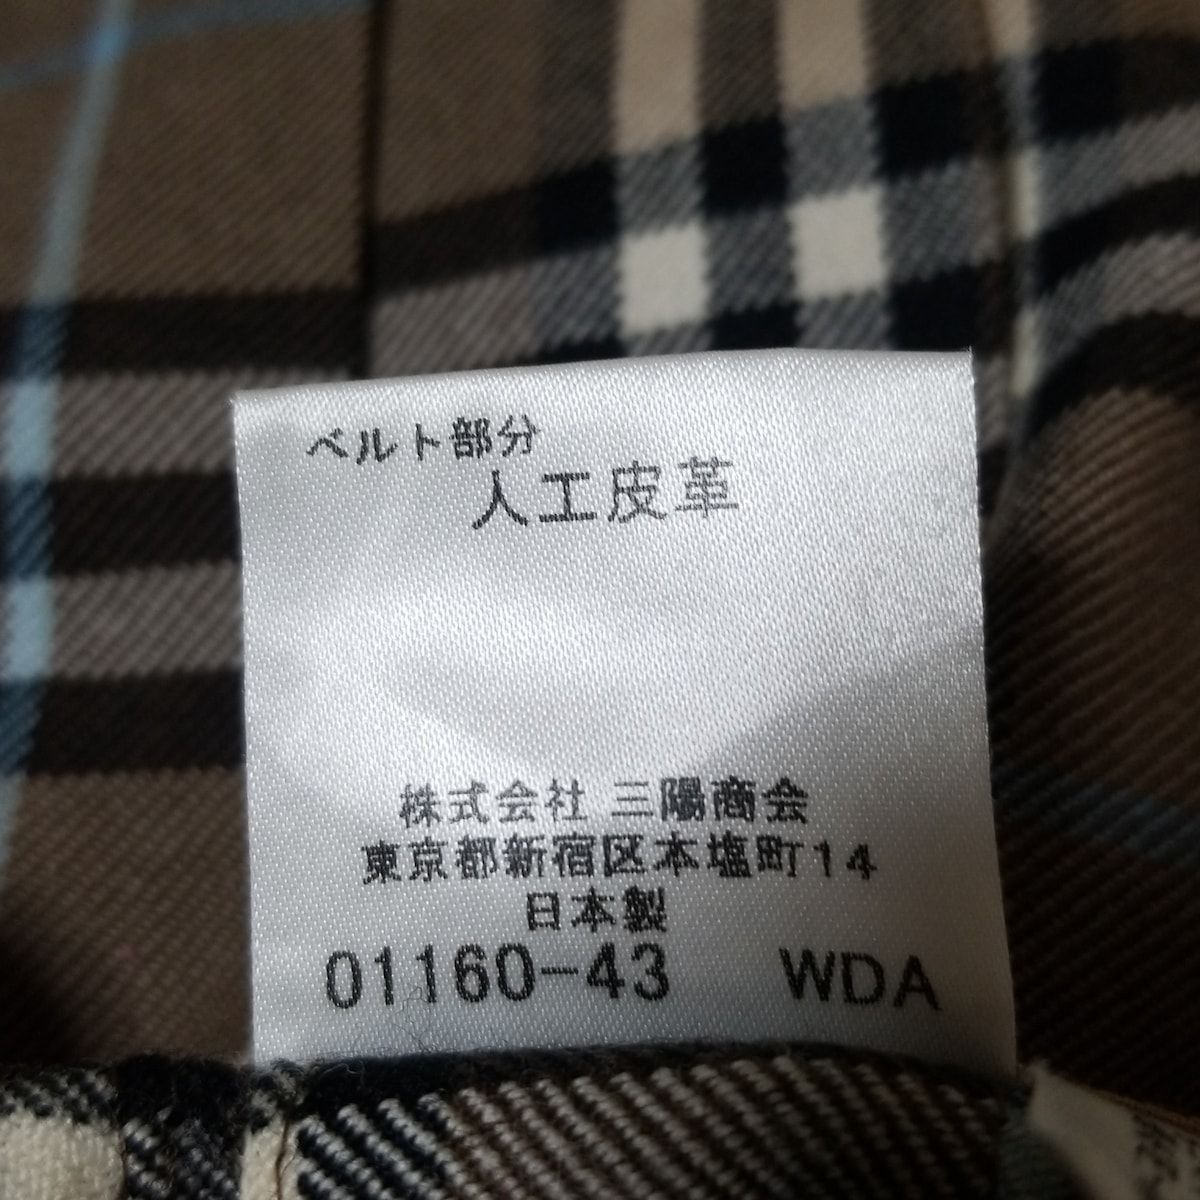 ベルト部分
人工皮革
株式会社 三陽商会
東京都新宿区本塩町14
日本製
01160-43 WDA